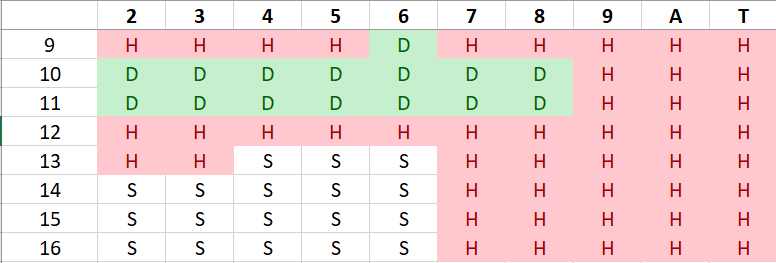 2 3 4 5 6 7 8 9 A T
9 H H H H D H H H H H
10 D D D D D D D H H H
11 D D D D D D D H H H
12 H H H H H H H H H H
13 H H S S S H H H H H
14 S S S S S H H H H H
15 S S S S S H H H H H
16 S S S S S H H H H H